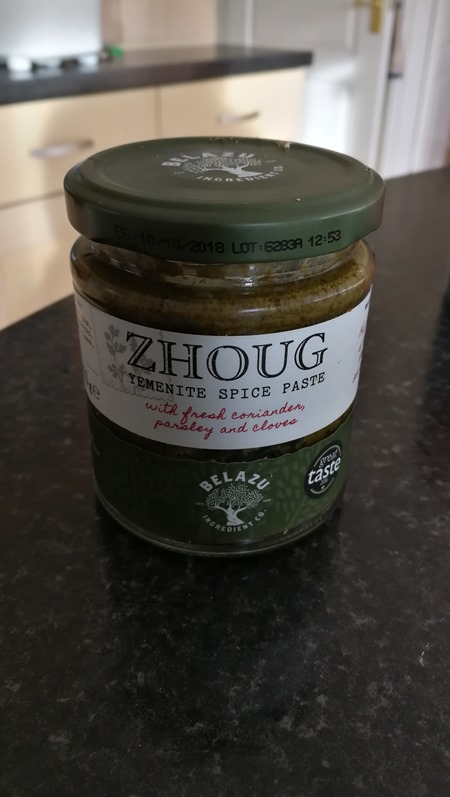 BELAZU
INGREDIENT CO.
BB:10/10/2018 LOT:6283A 12:53
ZHOUG
YEMENITE SPICE PASTE
with fresh coriander,
parsley and cloves
BELAZU
INGREDIENT CO.
great
taste